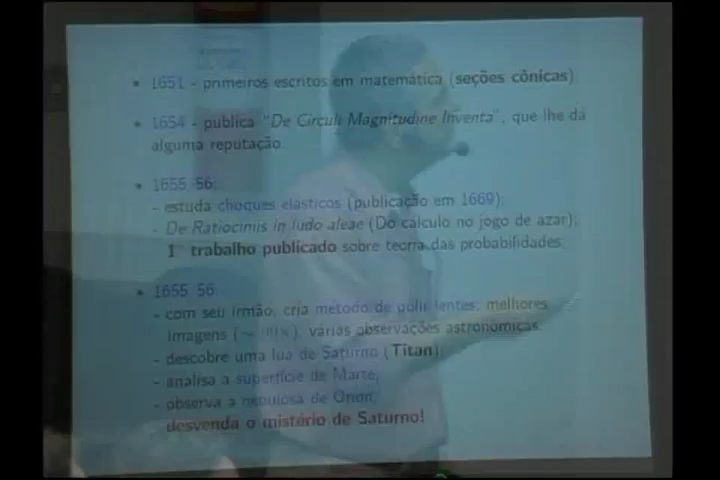 1651 - primeiros escritos em matemática (seções cônicas)
1654 - publica "De Circuli Magnitudine Inventa", que lhe dá
alguma reputação.
1655/56:
- estuda choques elásticos (publicação em 1669);
- De Ratiociniis in ludo aleae (Do cálculo no jogo de azar);
1º trabalho publicado sobre teoria das probabilidades;
1655/56:
- com seu irmão, cria método de polir lentes; melhores
imagens, várias observações astronômicas;
- descobre uma lua de Saturno (Titan);
- analisa a superfície de Marte;
- observa a nebulosa de Orion;
- desvenda o mistério de Saturno!